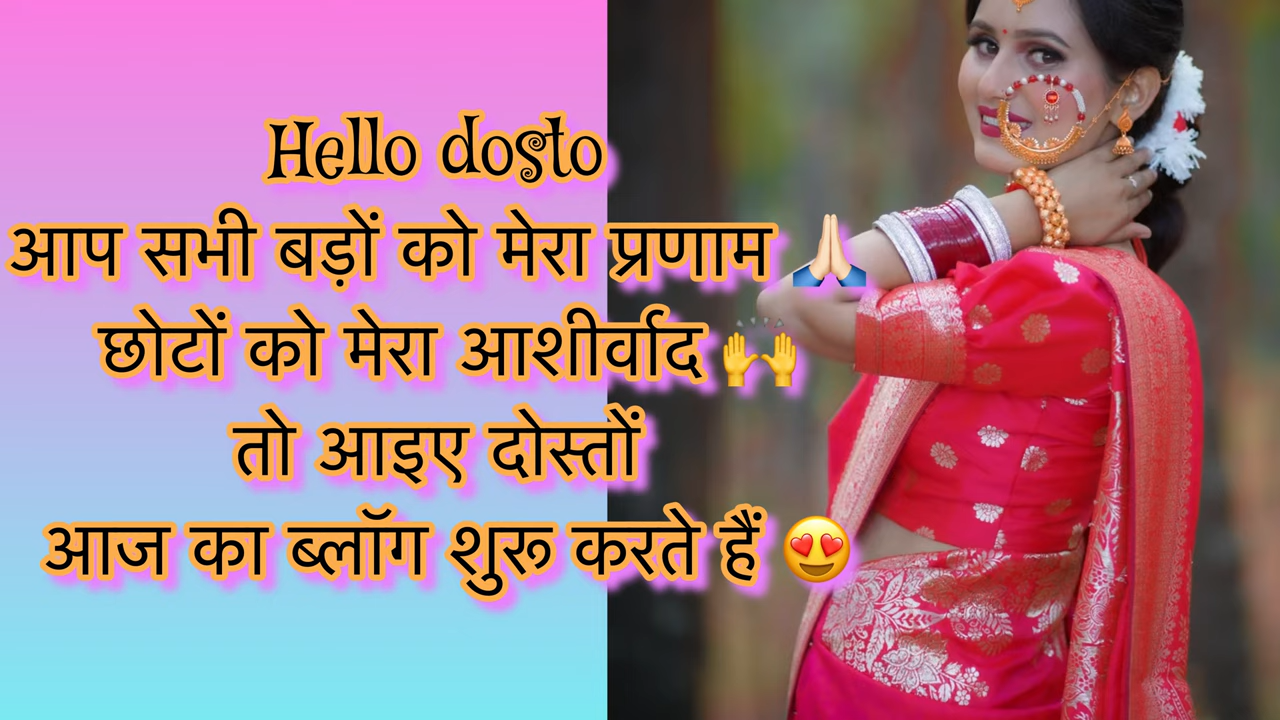 Hello dosto
आप सभी बड़ों को मेरा प्रणाम 🙏🏻
छोटों को मेरा आशीर्वाद 🙌
तो आइए दोस्तों
आज का ब्लॉग शुरू करते हैं 😍